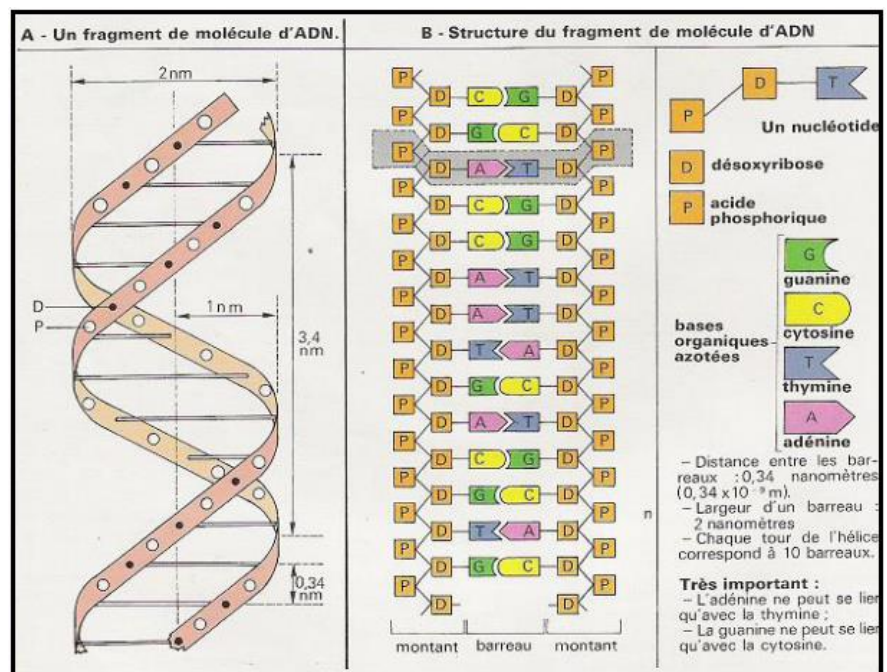 A - Un fragment de molécule d'ADN.
2 nm
D
P
1 nm
3,4
nm
0,34
nm
B - Structure du fragment de molécule d'ADN
P P
D C G D
P P
D G C D
P P
D A T D
P P
D C G D
P P
D C G D
P P
D A T D
P P
D A T D
P P
D T A D
P P
D G C D
P P
D A T D
P P
D C G D
P P
D G C D
P P
D T A D
P P
D G C D
P P
D D
n
montant barreau montant
P D T
Un nucléotide
D désoxyribose
P acide
phosphorique
bases
organiques
azotées
G
guanine
C
cytosine
T
thymine
A
adénine
– Distance entre les bar-
reaux : 0,34 nanomètres
(0,34 x 10⁻⁹ m).
– Largeur d'un barreau :
2 nanomètres
– Chaque tour de l'hélice
correspond à 10 barreaux.
Très important :
– L'adénine ne peut se lier
qu'avec la thymine ;
– La guanine ne peut se lier
qu'avec la cytosine.